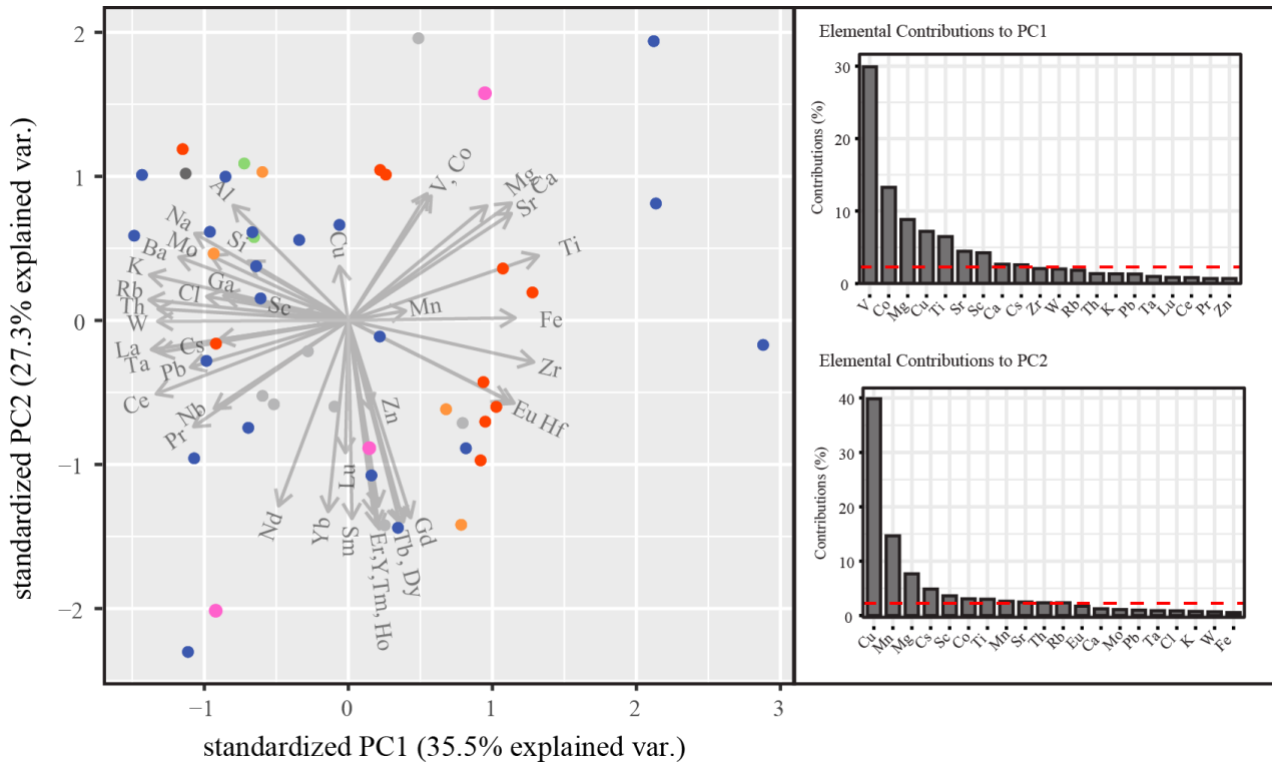 standardized PC2 (27.3% explained var.)
2
1
0
−1
−2
−1
0
1
2
3
standardized PC1 (35.5% explained var.)
V, Co
Mg
Ca
Sr
Ti
Al
Na
Mo
Si
Ba
K
Ga
Cl
Rb
Th
Sc
W
Cu
Mn
Fe
La
Ta
Cs
Pb
Zr
Ce
Nb
Pr
Zn
Eu Hf
Lu
Nd
Yb
Sm
Er,Y,Tm, Ho
Tb, Dy
Gd
Elemental Contributions to PC1
Contributions (%)
30
20
10
0
V Co Mg Cu Ti Sr Sc Ca Cs Zr W Rb Th K Pb Ta Lu Ce Pr Zn
Elemental Contributions to PC2
Contributions (%)
40
30
20
10
0
Cu Mn Mg Cs Sc Co Ti Mn Sr Th Rb Eu Ca Mo Pb Ta Cl K W Fe